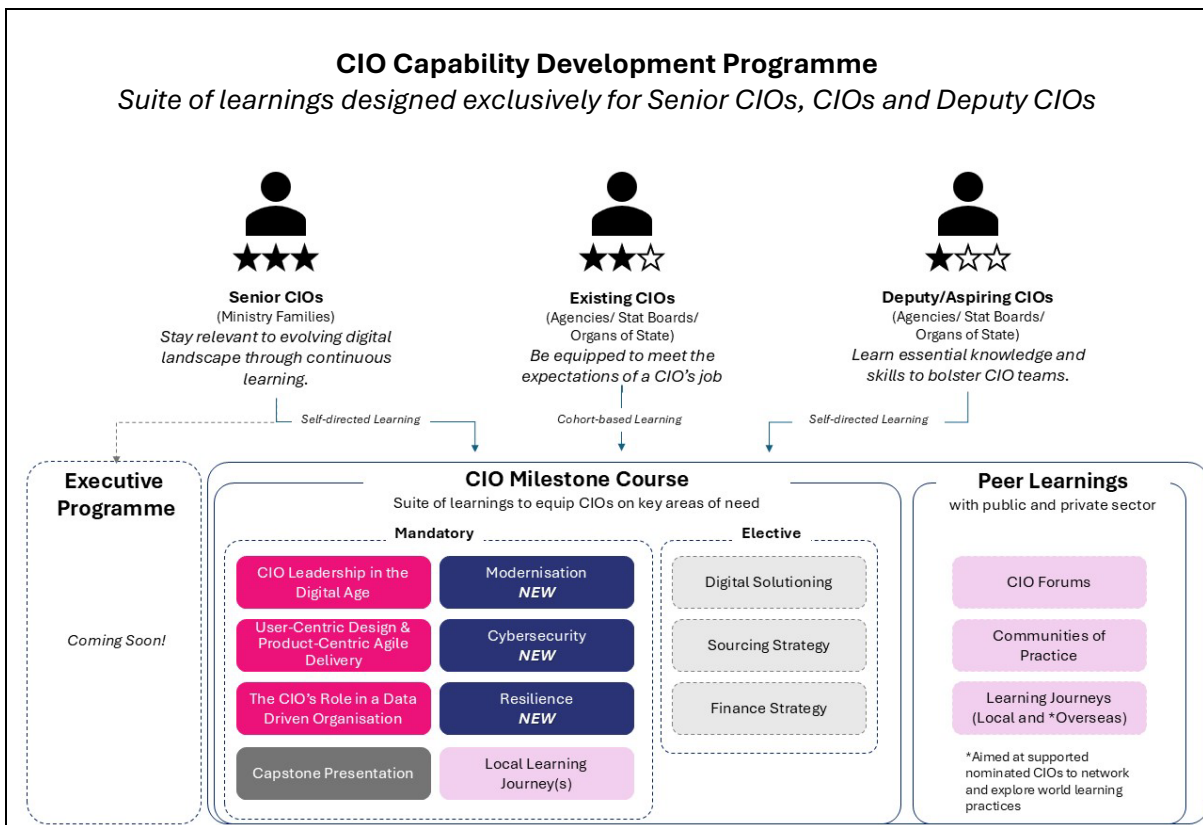 CIO Capability Development Programme
Suite of learnings designed exclusively for Senior CIOs, CIOs and Deputy CIOs
Senior CIOs
(Ministry Families)
Stay relevant to evolving digital
landscape through continuous
learning.
Existing CIOs
(Agencies/ Stat Boards/
Organs of State)
Be equipped to meet the
expectations of a CIO's job
Deputy/Aspiring CIOs
(Agencies/ Stat Boards/
Organs of State)
Learn essential knowledge and
skills to bolster CIO teams.
Self-directed Learning
Cohort-based Learning
Self-directed Learning
Executive
Programme
Coming Soon!
CIO Milestone Course
Suite of learnings to equip CIOs on key areas of need
Mandatory
CIO Leadership in the
Digital Age
Modernisation
NEW
User-Centric Design &
Product-Centric Agile
Delivery
Cybersecurity
NEW
The CIO's Role in a Data
Driven Organisation
Resilience
NEW
Capstone Presentation
Local Learning
Journey(s)
Elective
Digital Solutioning
Sourcing Strategy
Finance Strategy
Peer Learnings
with public and private sector
CIO Forums
Communities of
Practice
Learning Journeys
(Local and *Overseas)
*Aimed at supported
nominated CIOs to network
and explore world learning
practices